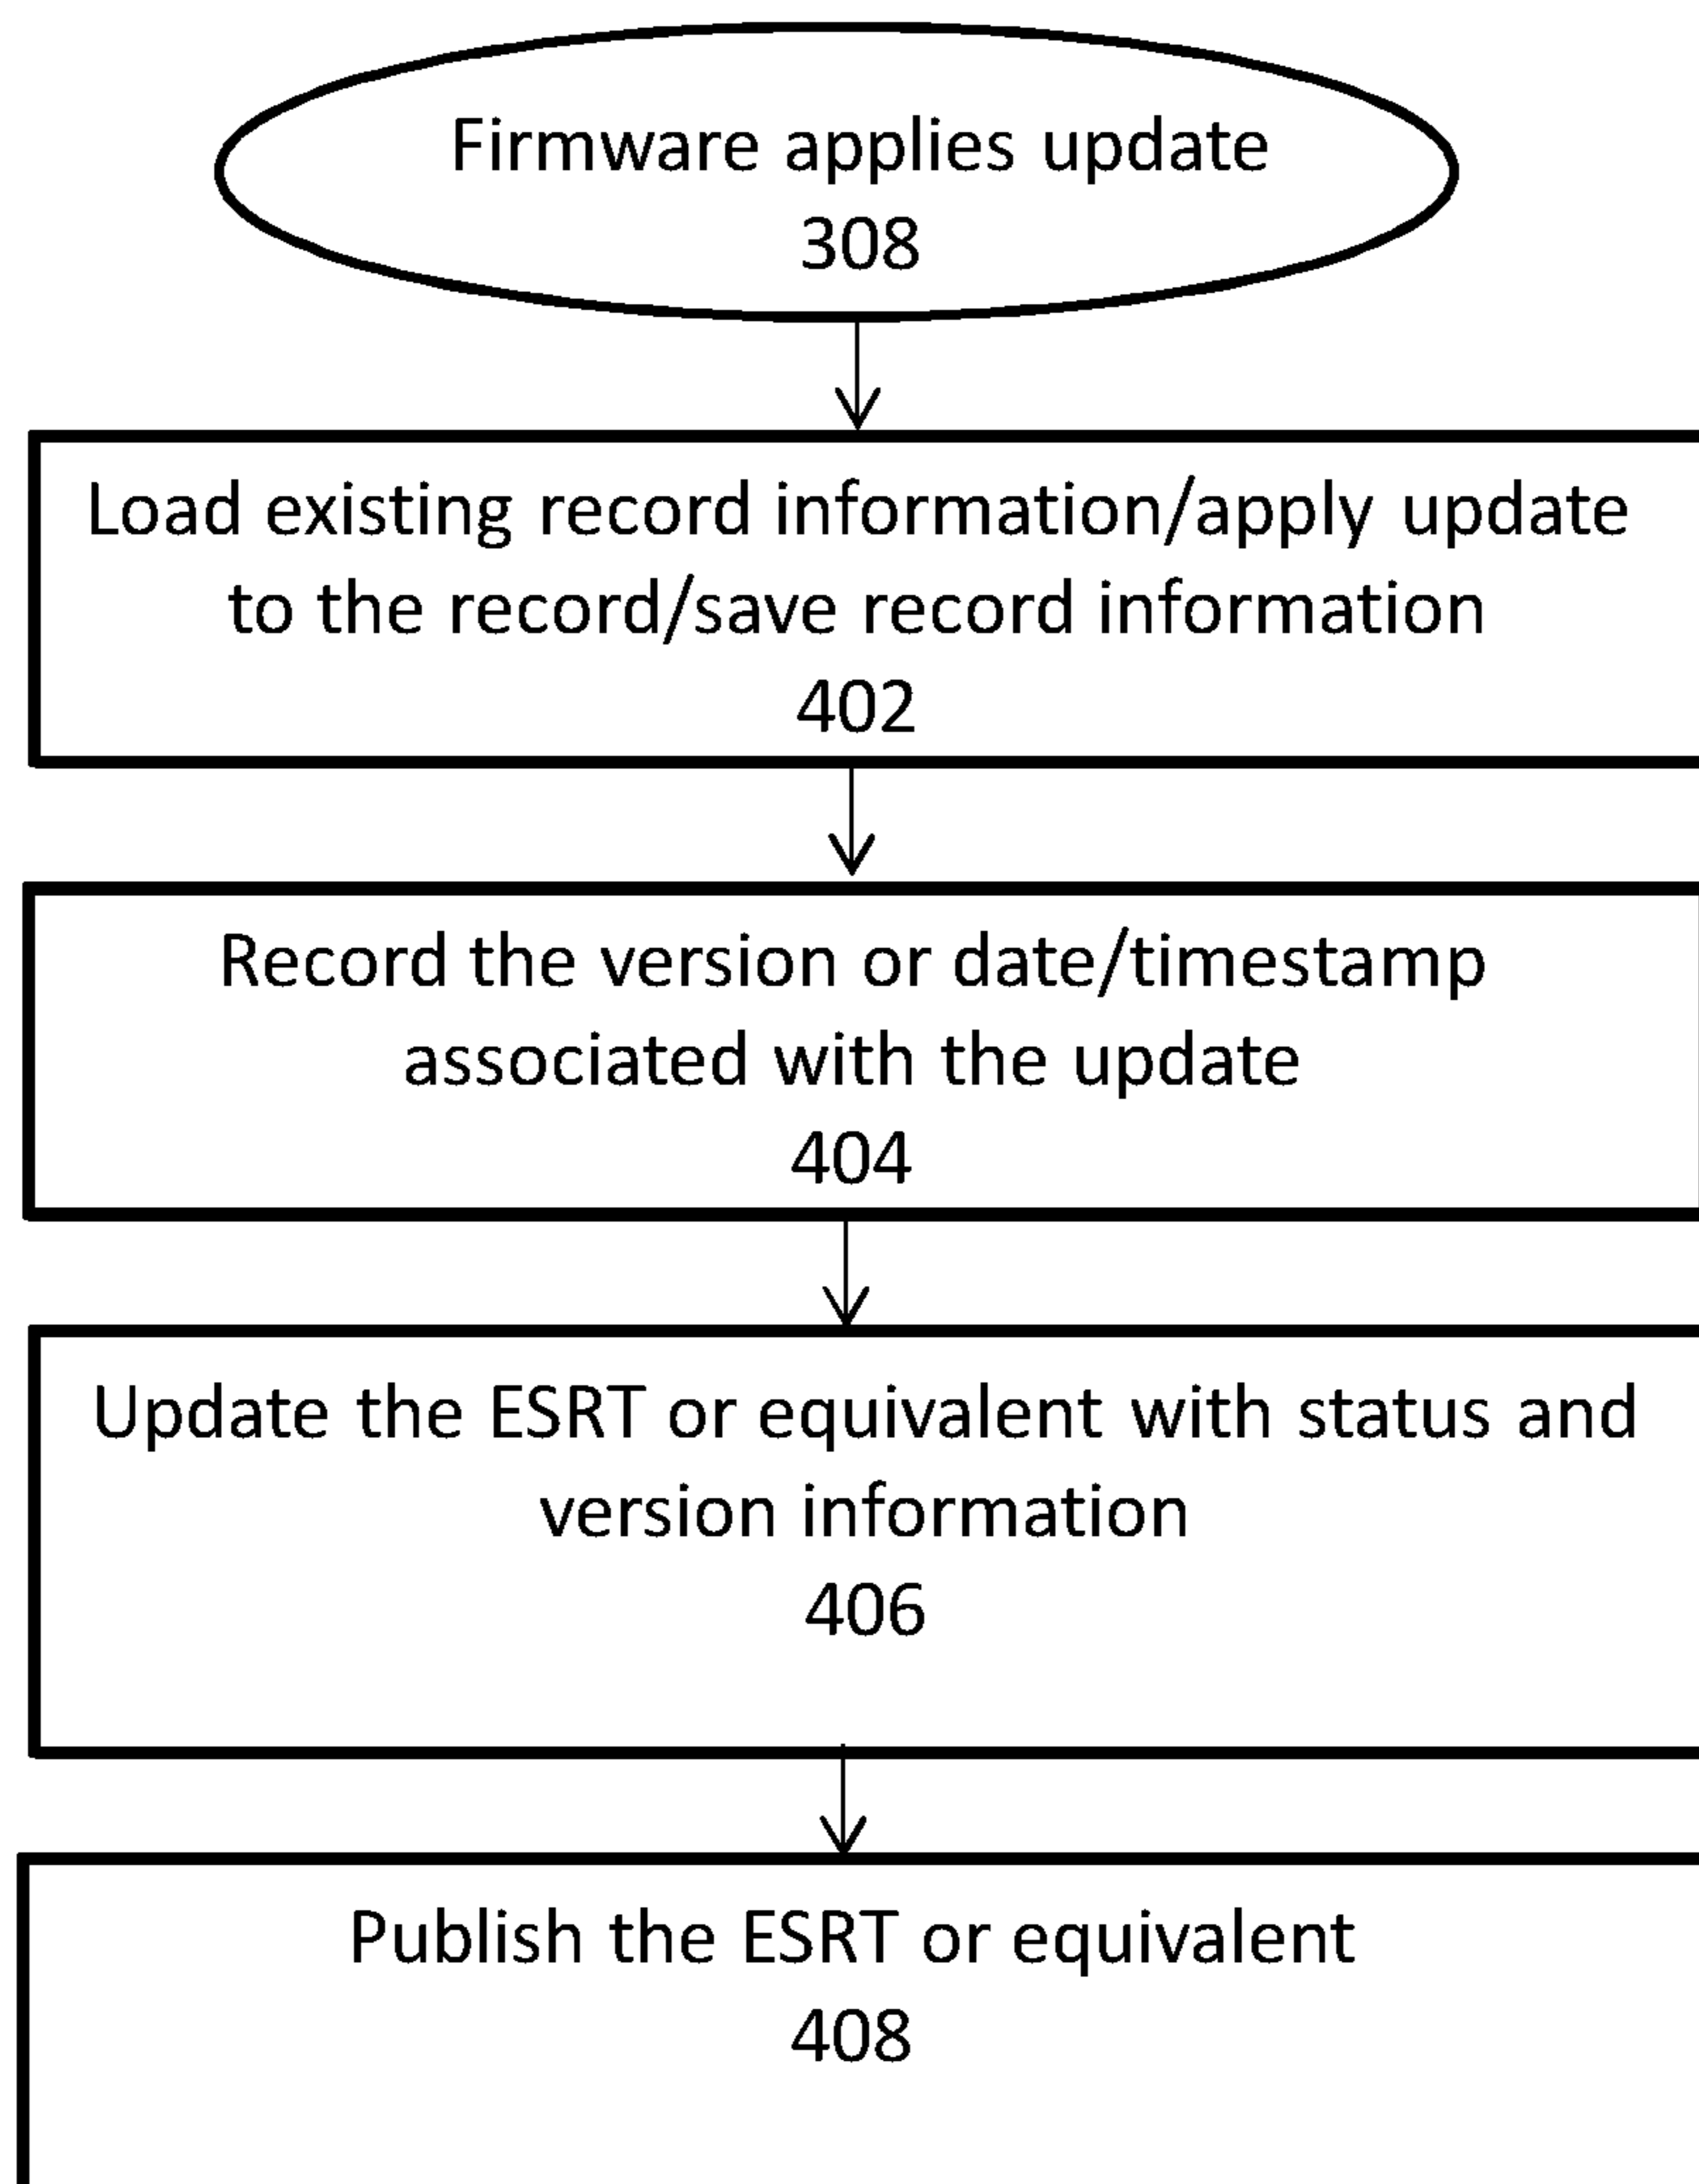 Firmware applies update
308
Load existing record information/apply update
to the record/save record information
402
Record the version or date/timestamp
associated with the update
404
Update the ESRT or equivalent with status and
version information
406
Publish the ESRT or equivalent
408